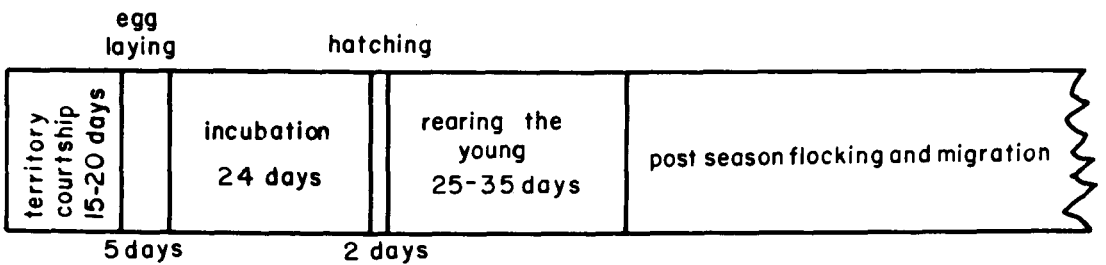 egg
laying
hatching
territory
courtship
15-20 days
incubation
24 days
rearing the
young
25-35 days
post season flocking and migration
5 days
2 days